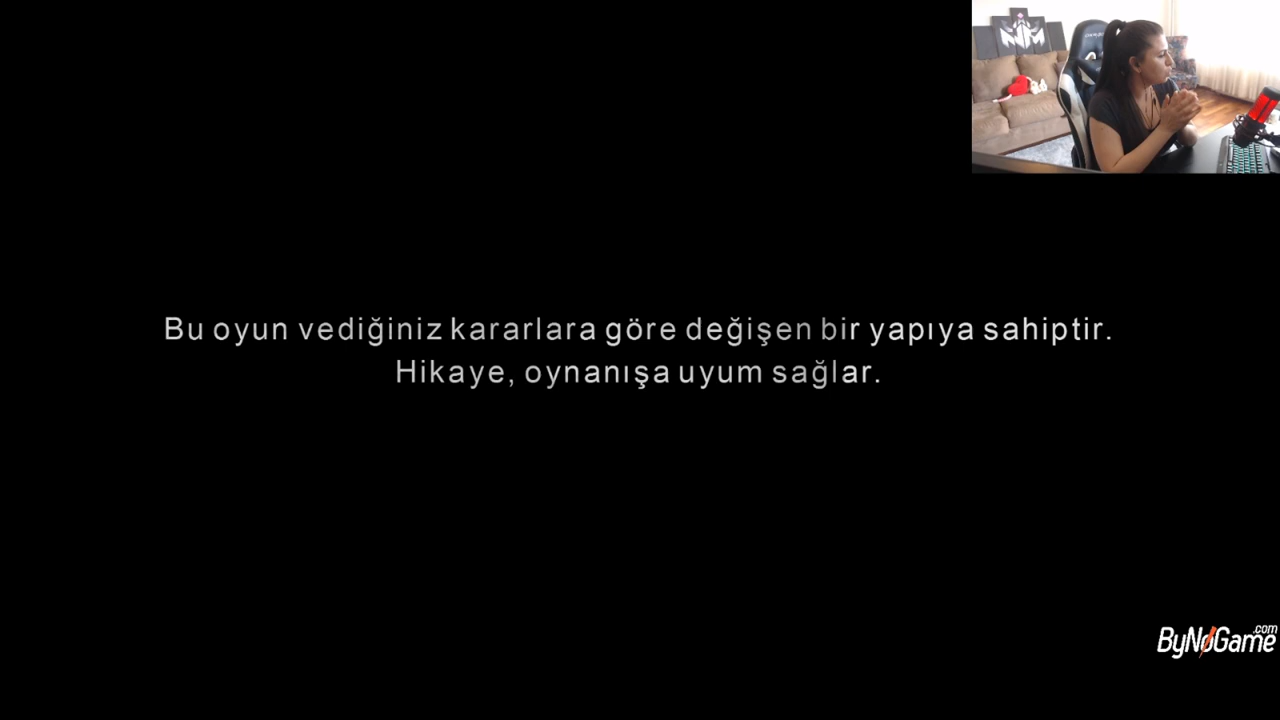 Bu oyun vediğiniz kararlara göre değişen bir yapıya sahiptir.
Hikaye, oynanışa uyum sağlar.
ByNoGame.com